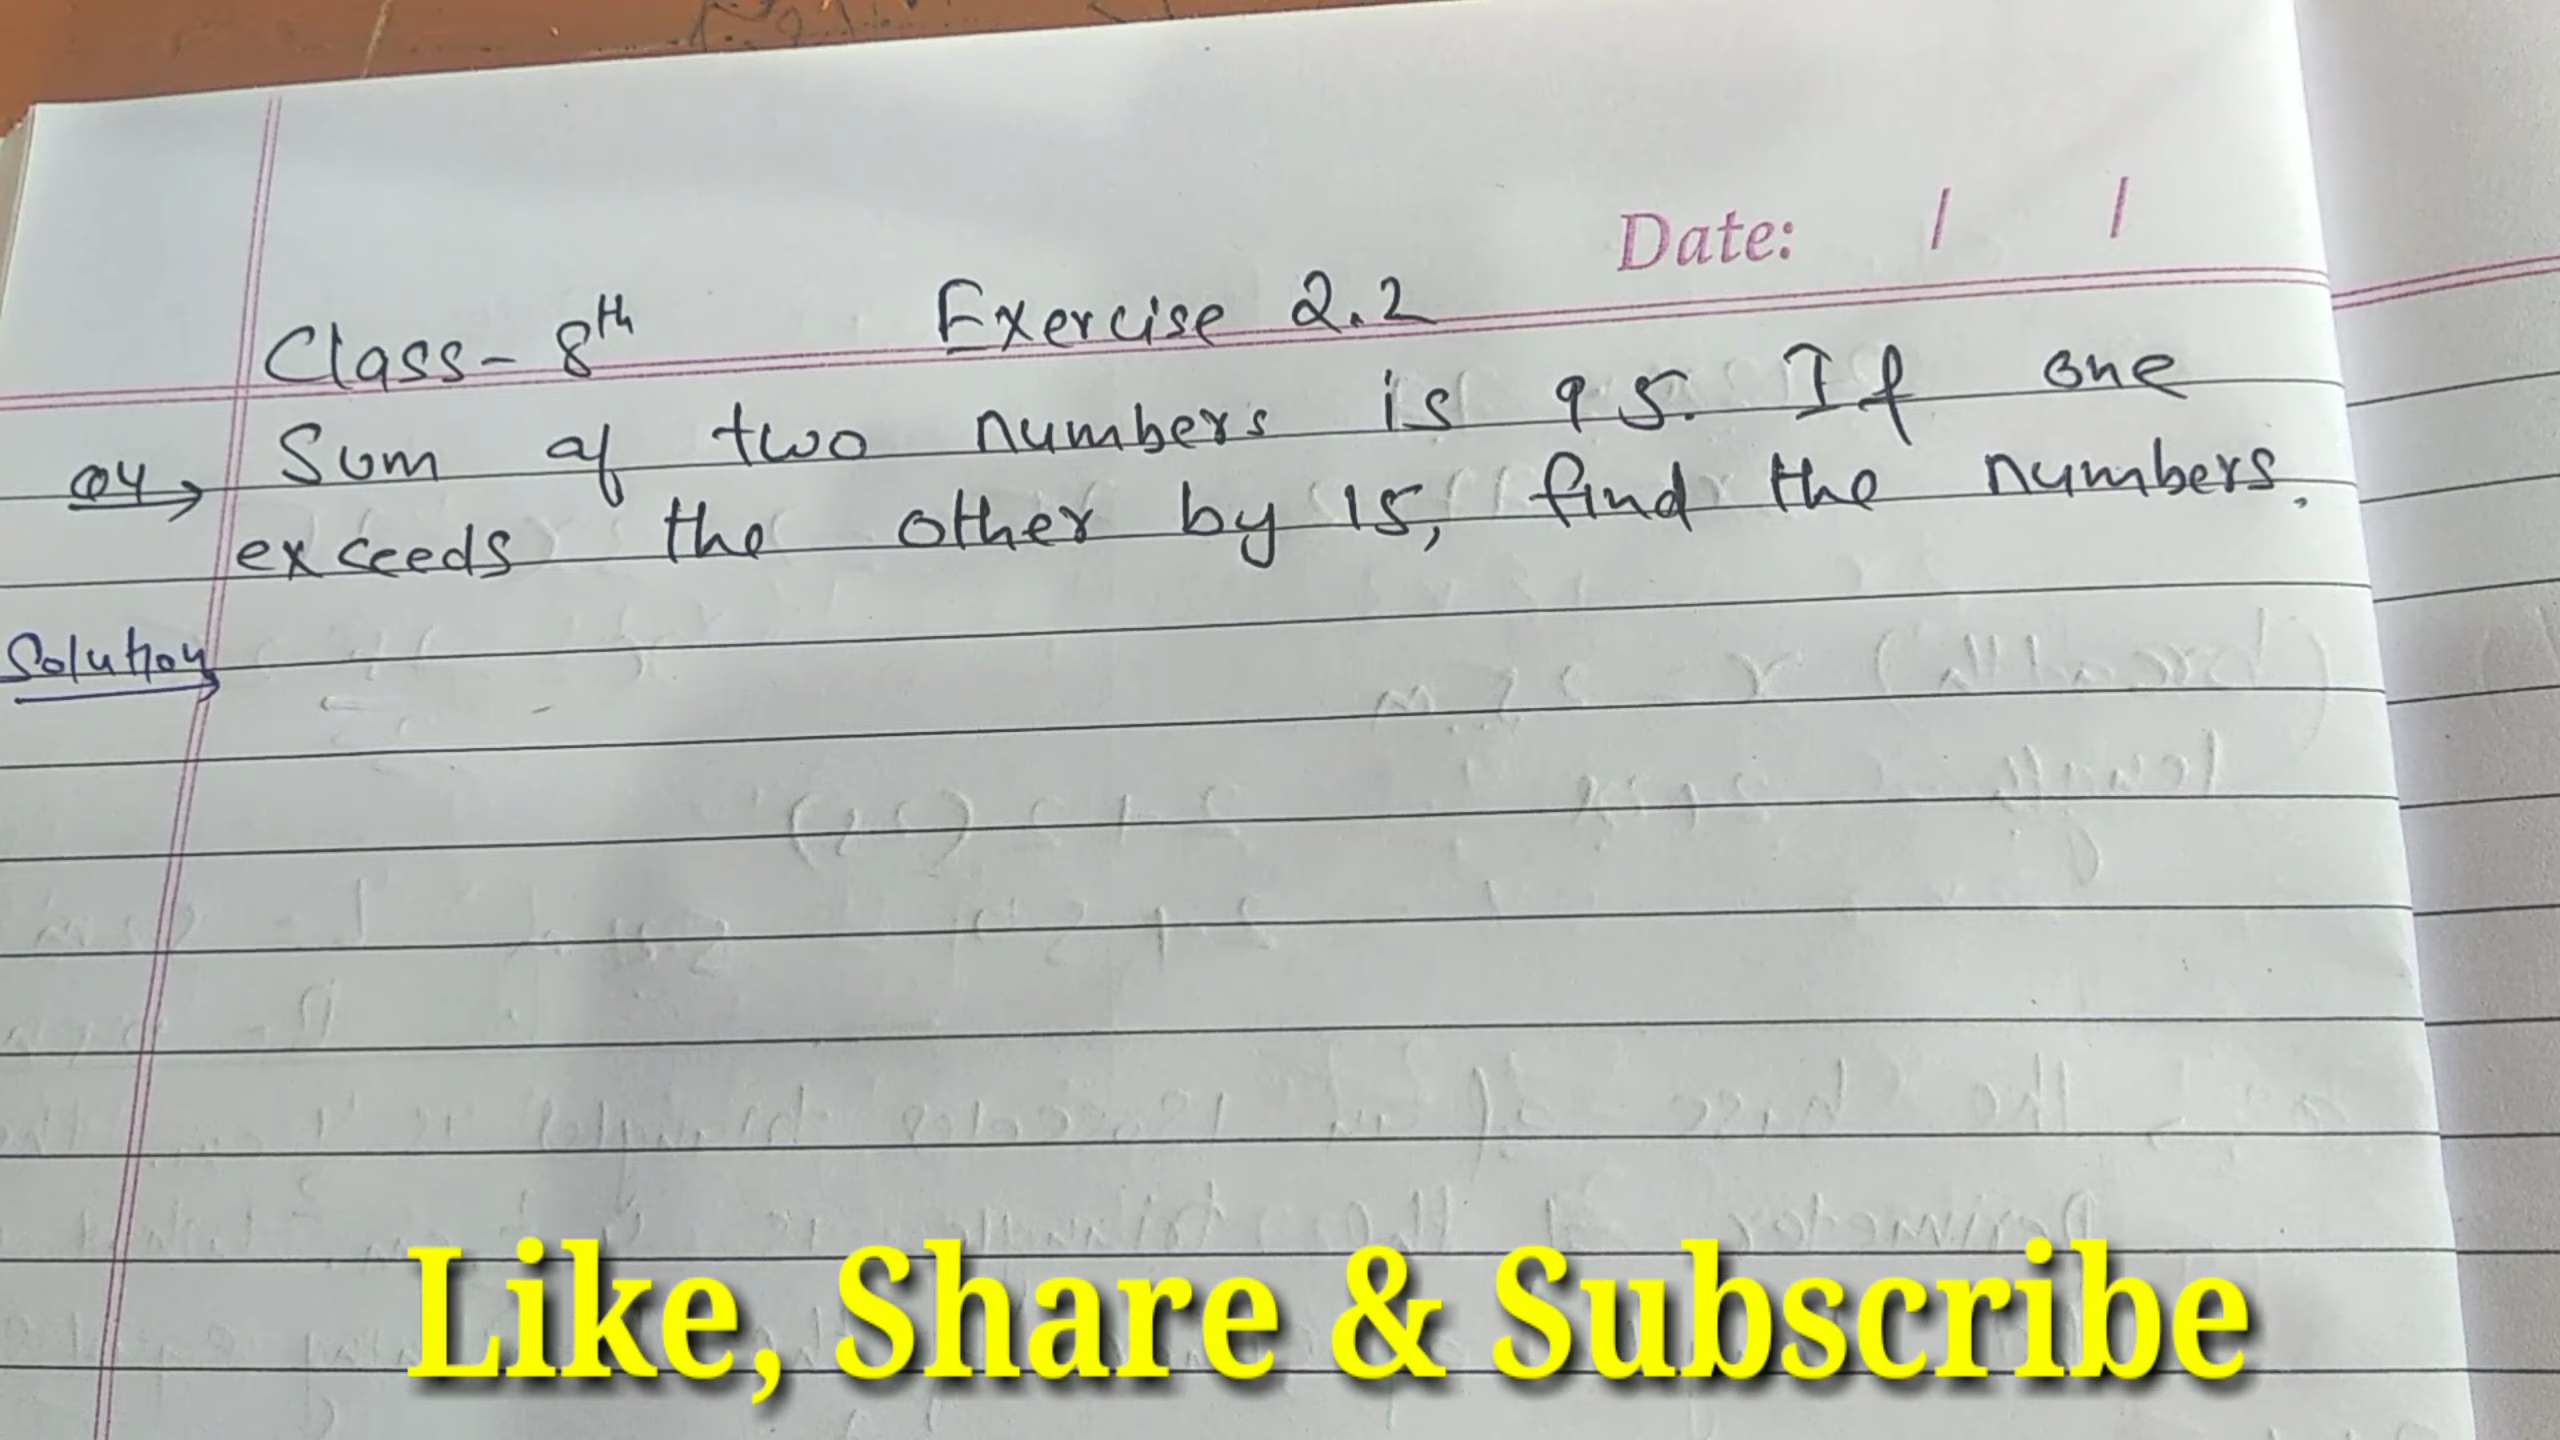 Date: / /
Class- 8th Exercise 2.2
Q4→ Sum of two numbers is 95. If one
exceeds the other by 15, find the numbers.
Solution
Like, Share & Subscribe